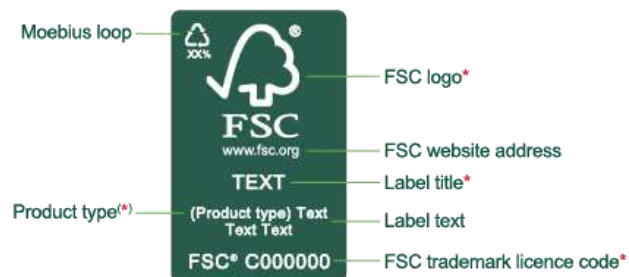 Moebius loop
XX%
®
FSC logo*
FSC
www.fsc.org
FSC website address
TEXT
Label title*
Product type(*)
(Product type) Text
Text Text
Label text
FSC® C000000
FSC trademark licence code*